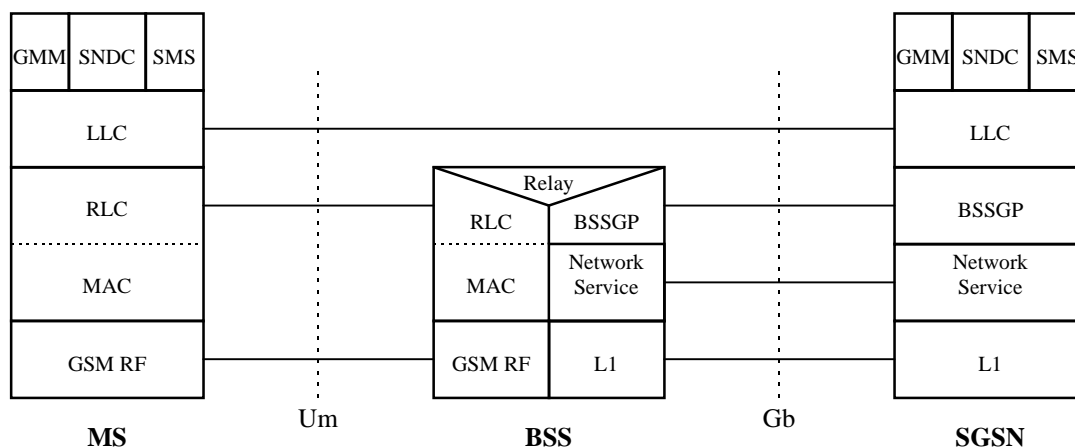 GMM SNDC SMS
GMM SNDC SMS
LLC
LLC
Relay
RLC
RLC
BSSGP
BSSGP
MAC
MAC
Network
Service
Network
Service
GSM RF
GSM RF
L1
L1
Um
Gb
MS
BSS
SGSN